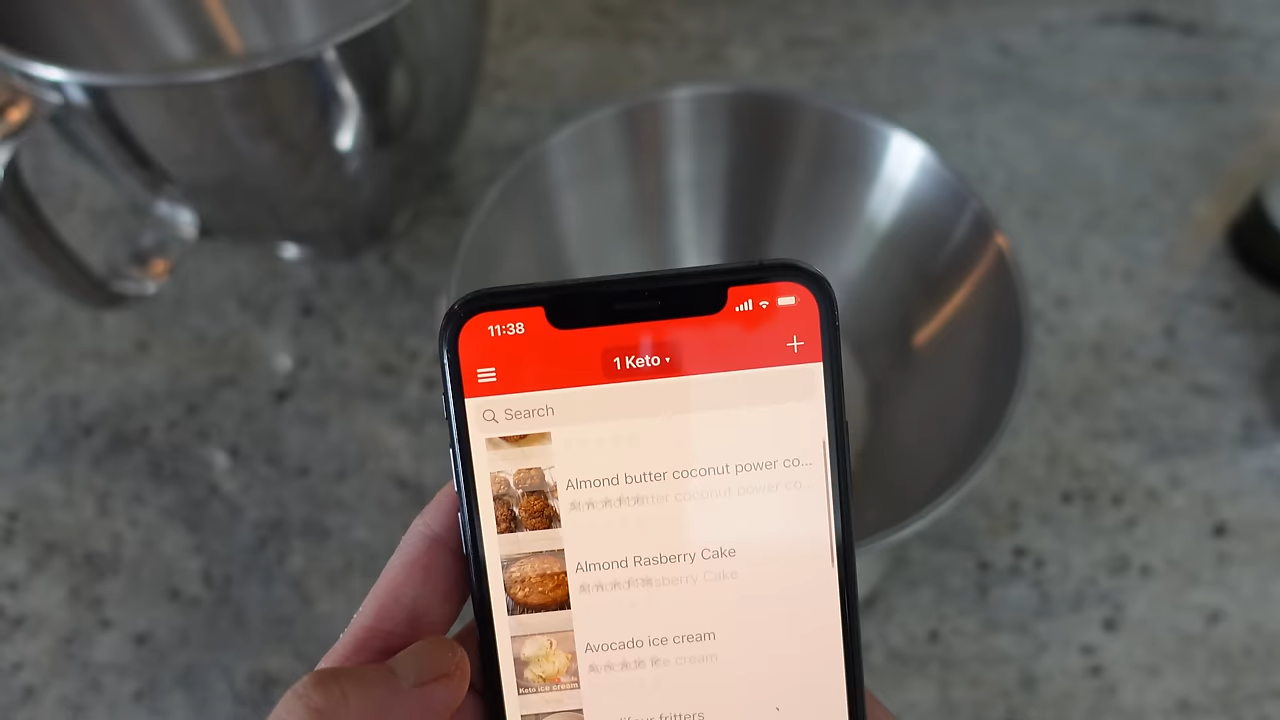 11:38
1 Keto
Search
Almond butter coconut power co...
Almond Rasberry Cake
Avocado ice cream
Keto ice cream
fritters